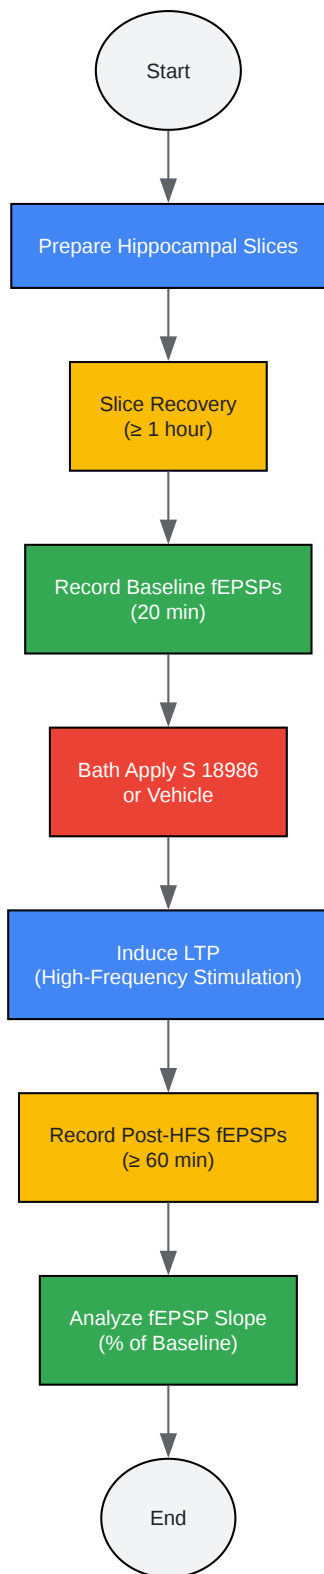 Start
Prepare Hippocampal Slices
Slice Recovery
(≥ 1 hour)
Record Baseline fEPSPs
(20 min)
Bath Apply S 18986
or Vehicle
Induce LTP
(High-Frequency Stimulation)
Record Post-HFS fEPSPs
(≥ 60 min)
Analyze fEPSP Slope
(% of Baseline)
End